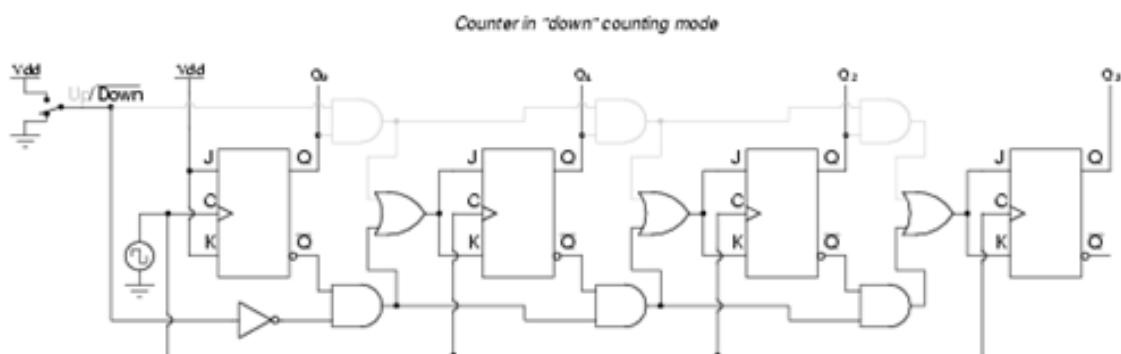 Counter in "down" counting mode
Vdd Vdd Q0 Q1 Q2 Q3
Up/Down
J Q J Q J Q J Q
C C C C
K Q K Q K Q K Q